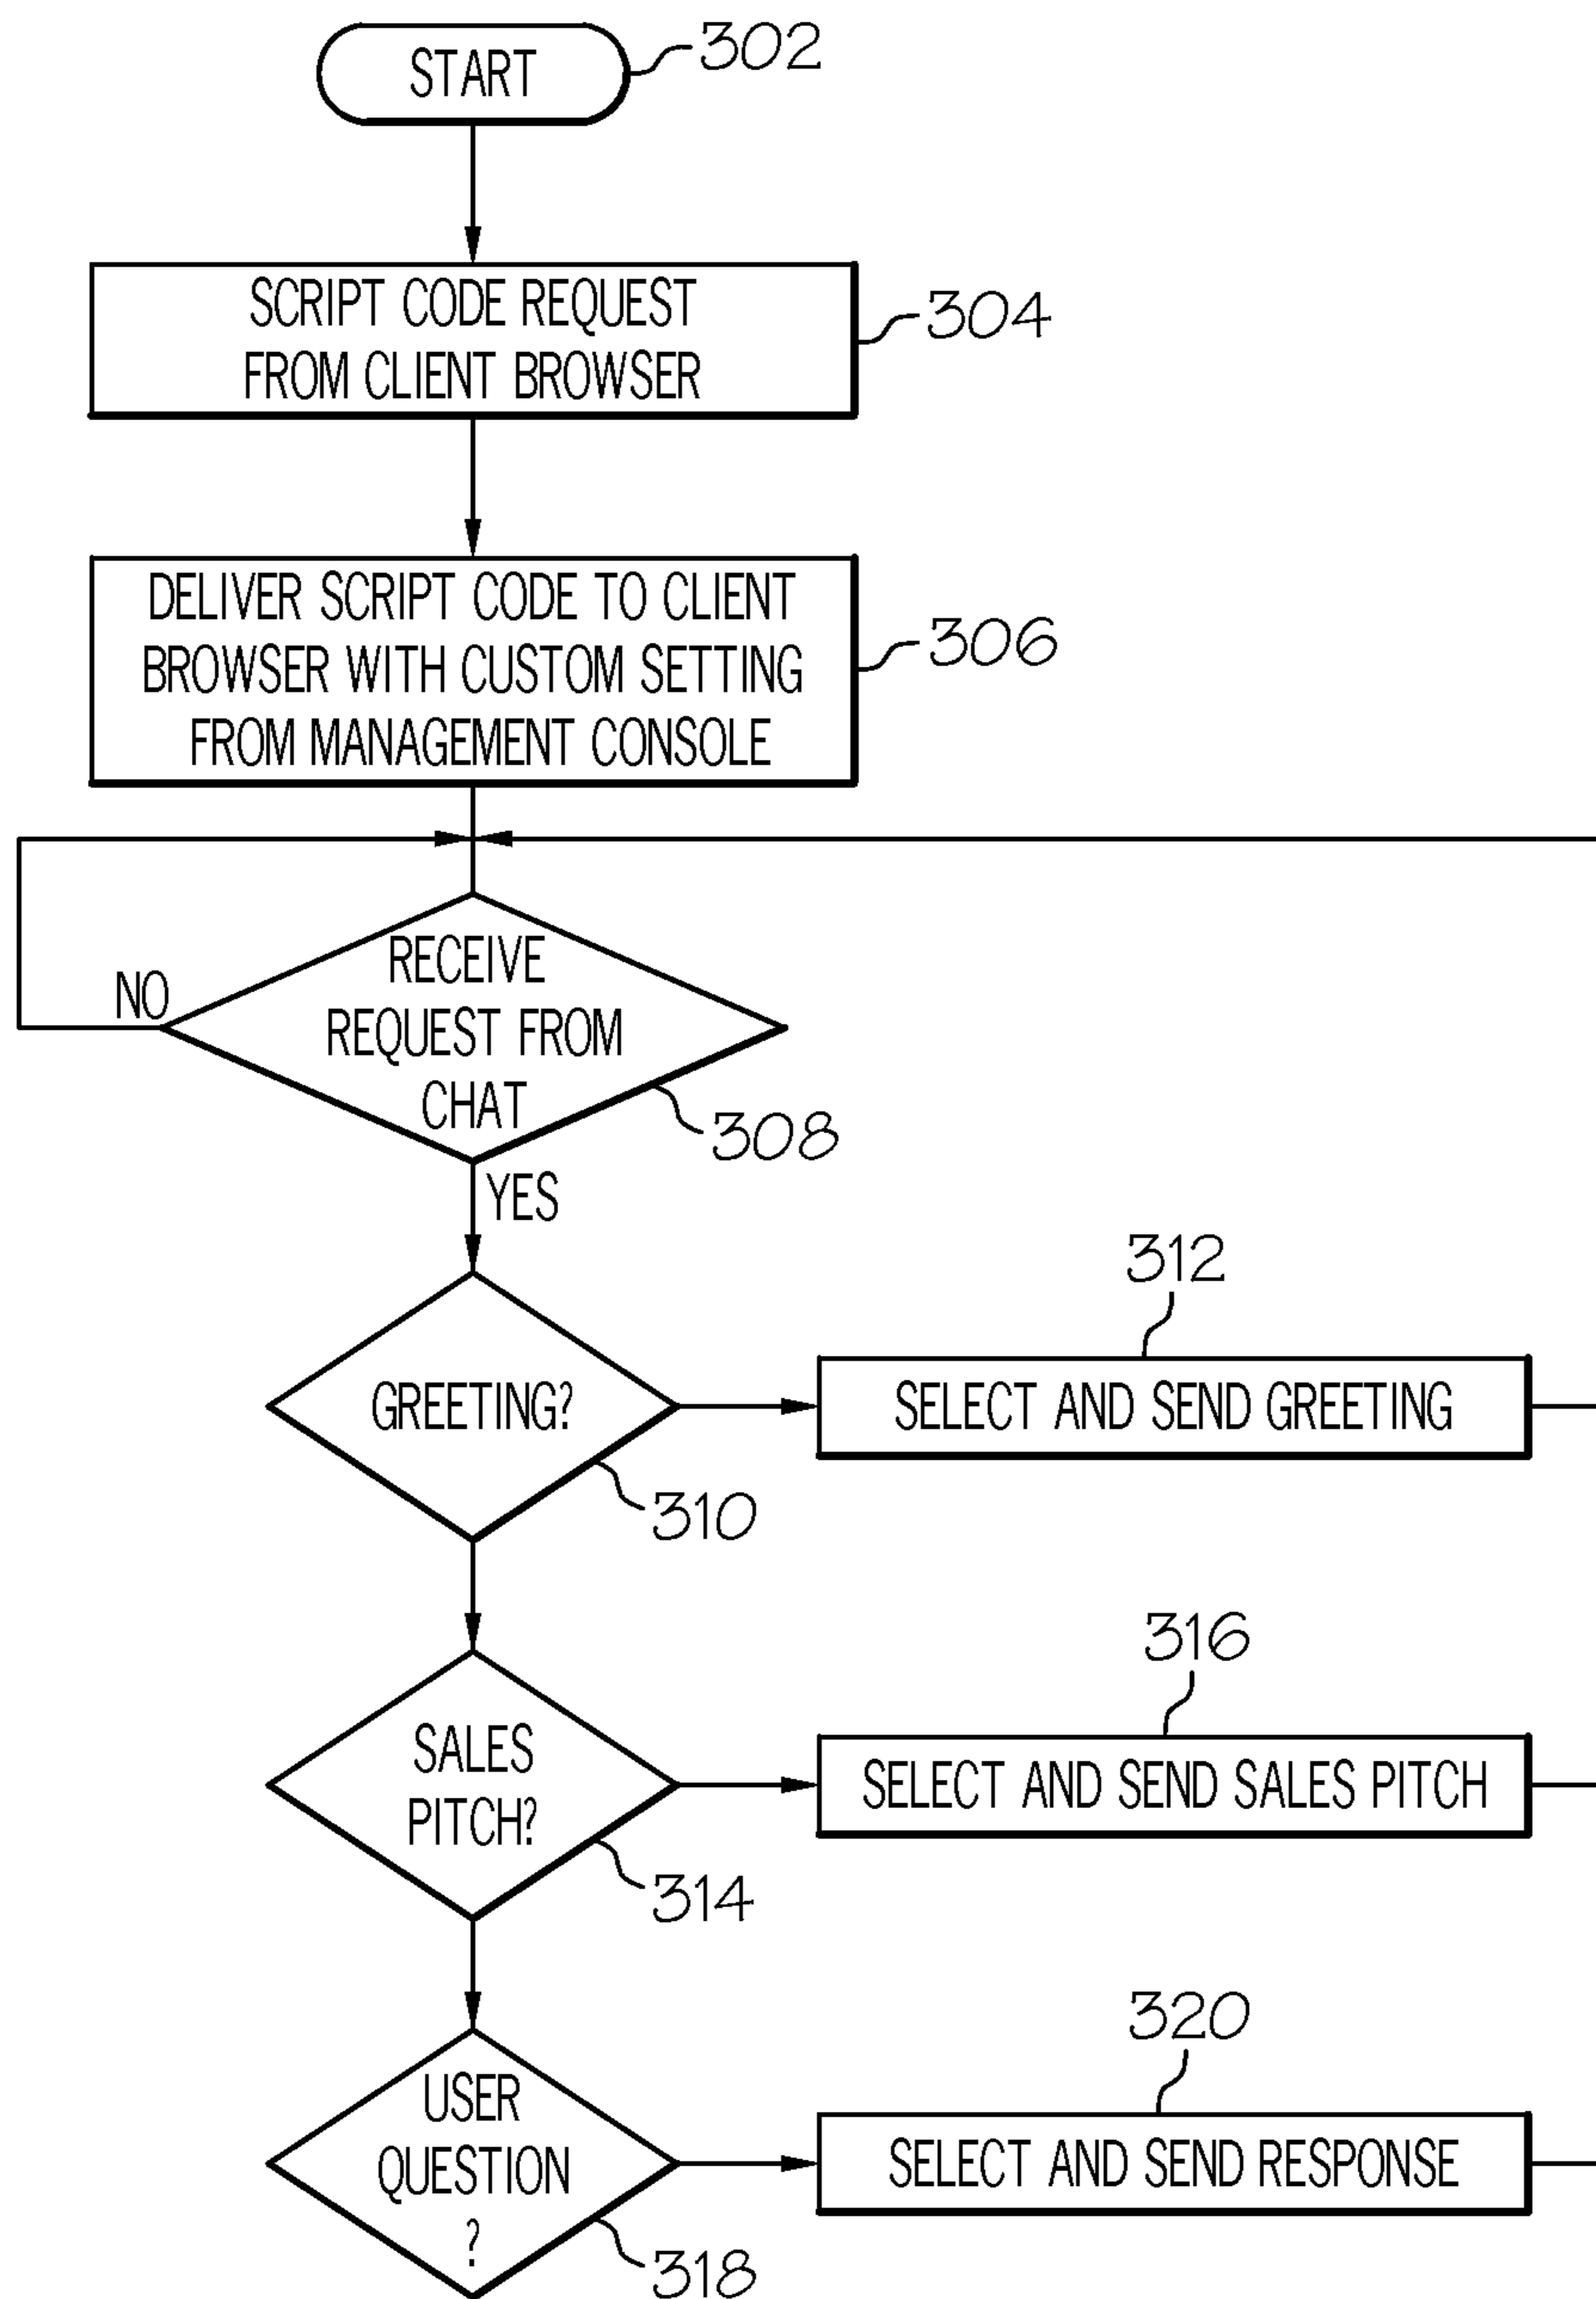 START
302
SCRIPT CODE REQUEST
FROM CLIENT BROWSER
304
DELIVER SCRIPT CODE TO CLIENT
BROWSER WITH CUSTOM SETTING
FROM MANAGEMENT CONSOLE
306
RECEIVE
REQUEST FROM
CHAT
NO
308
YES
312
GREETING?
SELECT AND SEND GREETING
310
316
SALES
PITCH?
SELECT AND SEND SALES PITCH
314
320
USER
QUESTION
?
SELECT AND SEND RESPONSE
318